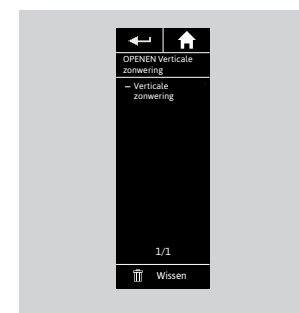 OPENEN Verticale
zonwering
– Verticale
zonwering
1/1
Wissen